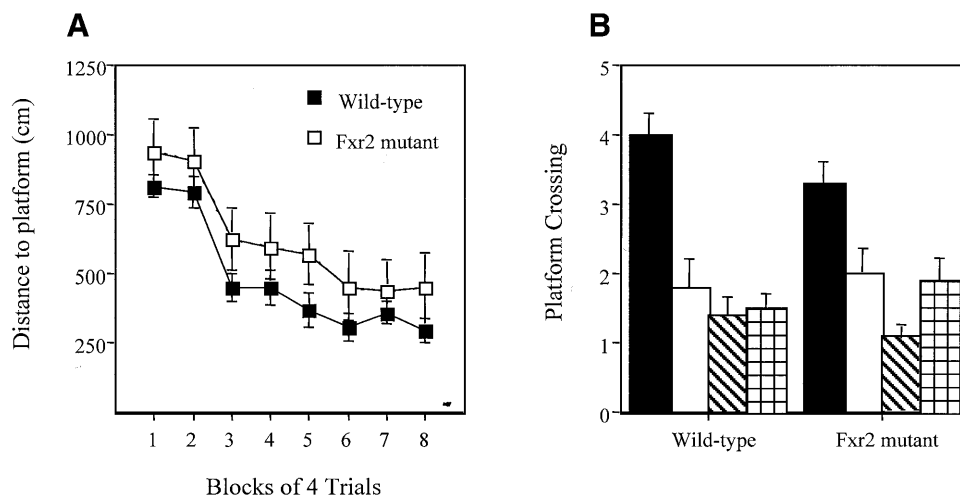 A
Distance to platform (cm)
1250
1000
750
500
250
Wild-type
Fxr2 mutant
1 2 3 4 5 6 7 8
Blocks of 4 Trials
B
Platform Crossing
5
4
3
2
1
0
Wild-type Fxr2 mutant